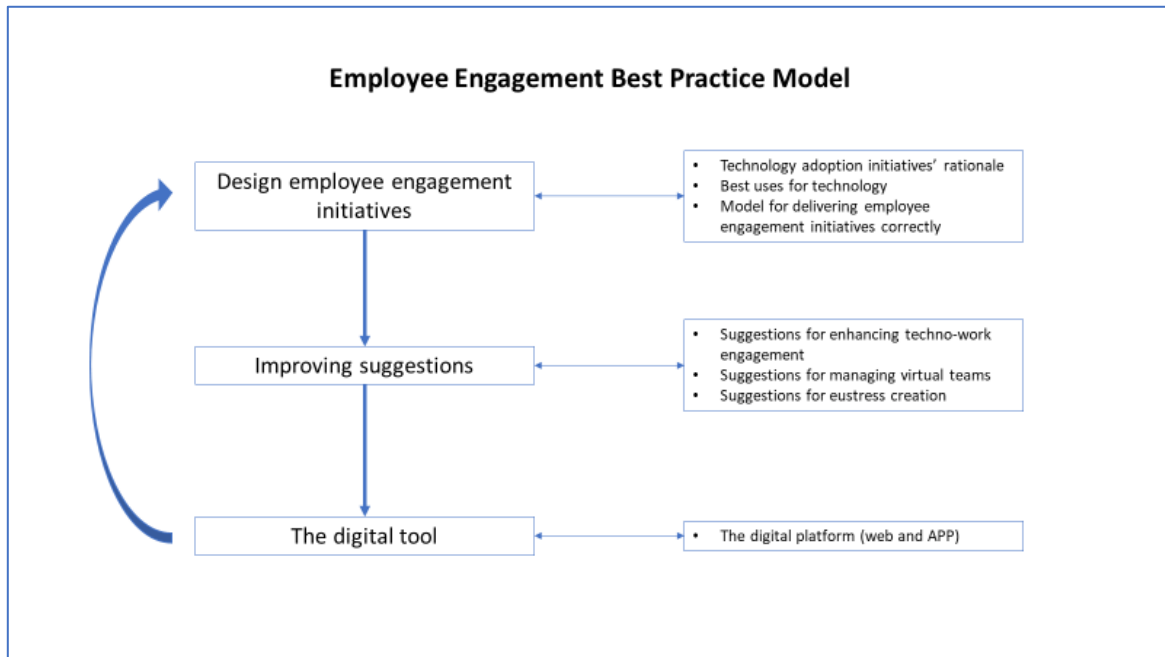 Employee Engagement Best Practice Model
Design employee engagement
initiatives
• Technology adoption initiatives' rationale
• Best uses for technology
• Model for delivering employee
engagement initiatives correctly
Improving suggestions
• Suggestions for enhancing techno-work
engagement
• Suggestions for managing virtual teams
• Suggestions for eustress creation
The digital tool
• The digital platform (web and APP)